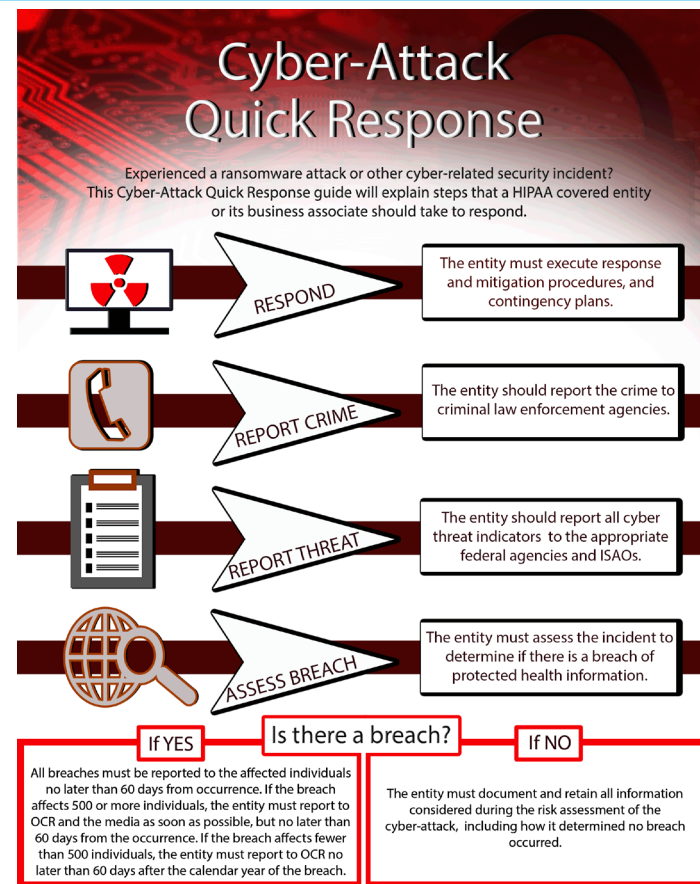 Cyber-Attack
Quick Response
Experienced a ransomware attack or other cyber-related security incident?
This Cyber-Attack Quick Response guide will explain steps that a HIPAA covered entity
or its business associate should take to respond.
RESPOND
The entity must execute response
and mitigation procedures, and
contingency plans.
REPORT CRIME
The entity should report the crime to
criminal law enforcement agencies.
REPORT THREAT
The entity should report all cyber
threat indicators to the appropriate
federal agencies and ISAOs.
ASSESS BREACH
The entity must assess the incident to
determine if there is a breach of
protected health information.
Is there a breach?
If YES
All breaches must be reported to the affected individuals
no later than 60 days from occurrence. If the breach
affects 500 or more individuals, the entity must report to
OCR and the media as soon as possible, but no later than
60 days from the occurrence. If the breach affects fewer
than 500 individuals, the entity must report to OCR no
later than 60 days after the calendar year of the breach.
If NO
The entity must document and retain all information
considered during the risk assessment of the
cyber-attack, including how it determined no breach
occurred.